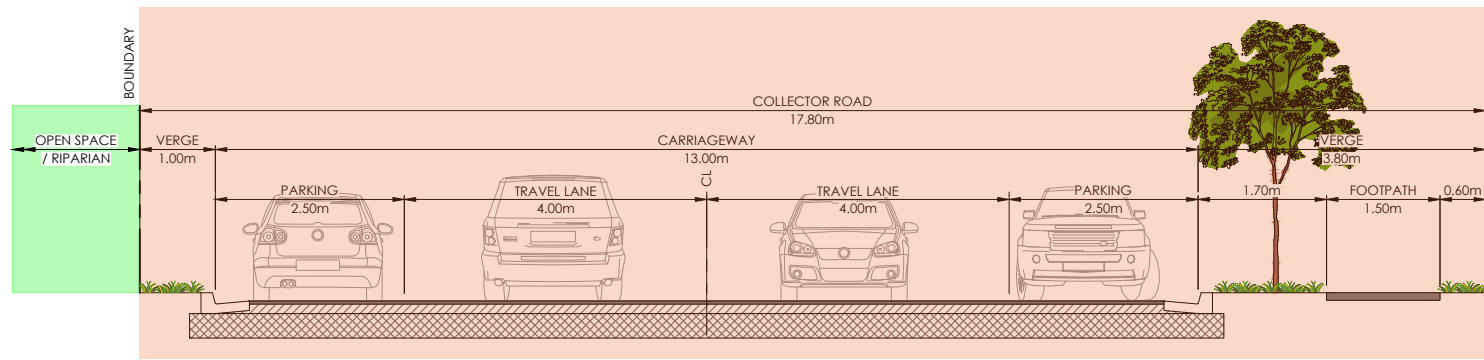 BOUNDARY
COLLECTOR ROAD
17.80m
OPEN SPACE
/ RIPARIAN
VERGE
1.00m
CARRIAGEWAY
13.00m
VERGE
3.80m
CL
PARKING
2.50m
TRAVEL LANE
4.00m
TRAVEL LANE
4.00m
PARKING
2.50m
1.70m
FOOTPATH
1.50m
0.60m